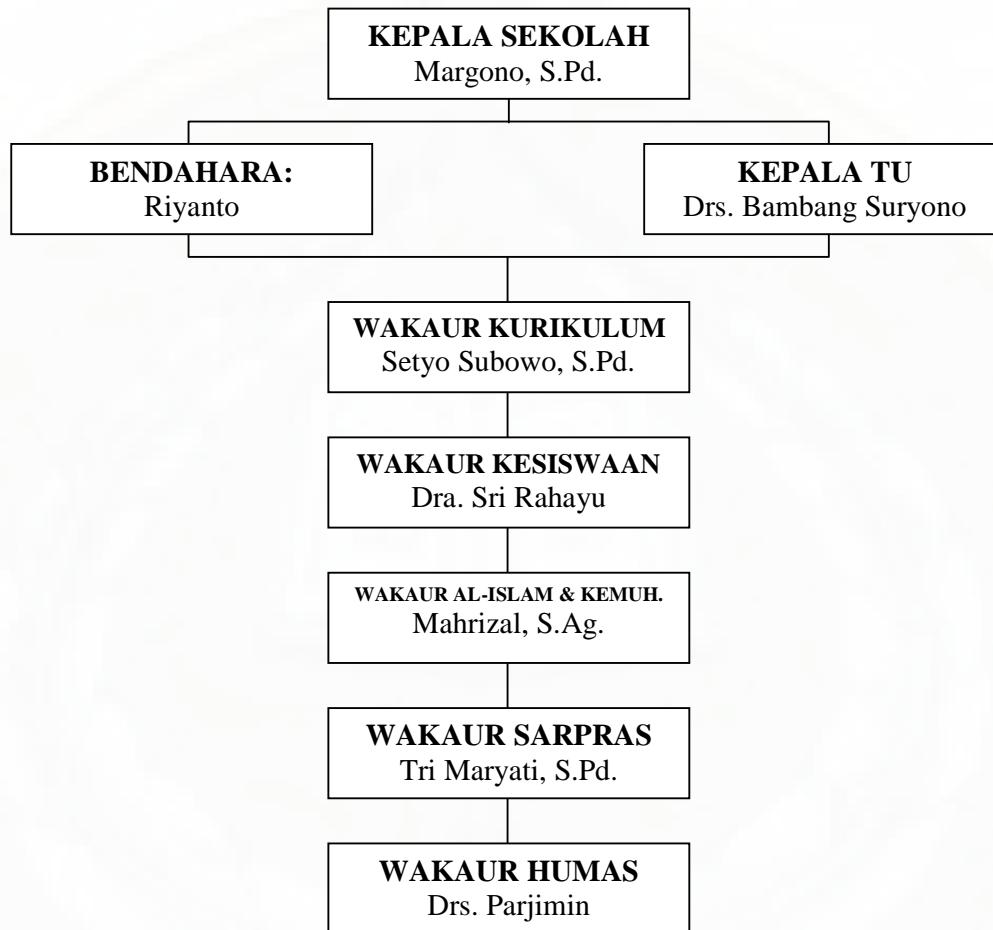 KEPALA SEKOLAH
Margono, S.Pd.
BENDAHARA:
Riyanto
KEPALA TU
Drs. Bambang Suryono
WAKAUR KURIKULUM
Setyo Subowo, S.Pd.
WAKAUR KESISWAAN
Dra. Sri Rahayu
WAKAUR AL-ISLAM & KEMUH.
Mahrizal, S.Ag.
WAKAUR SARPRAS
Tri Maryati, S.Pd.
WAKAUR HUMAS
Drs. Parjimin